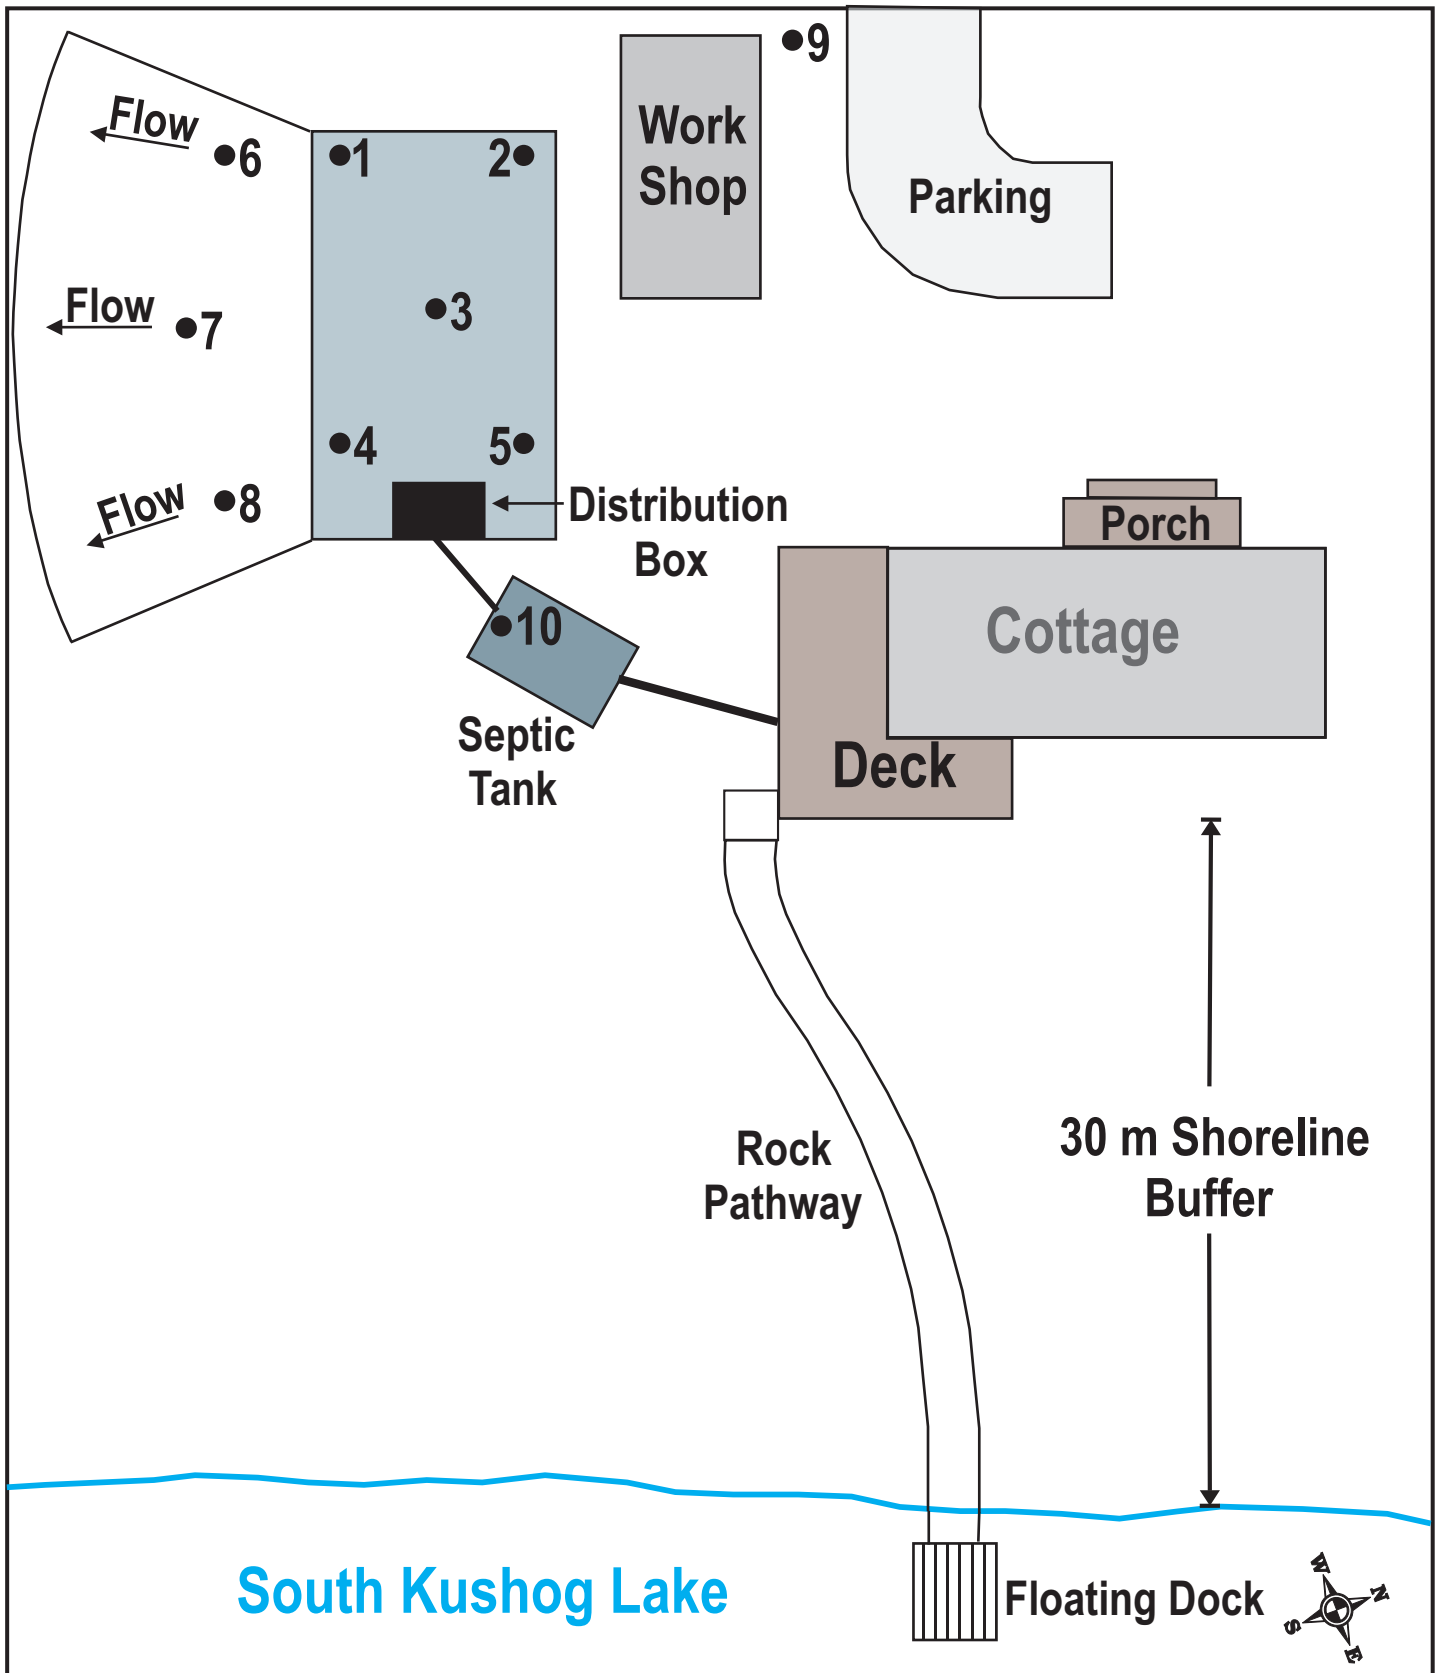 9
Flow
6
1
2
Work
Shop
Parking
Flow
7
3
4
5
Flow
8
Distribution
Box
Porch
10
Cottage
Septic
Tank
Deck
30 m Shoreline
Buffer
Rock
Pathway
South Kushog Lake
Floating Dock
W
N
S
E